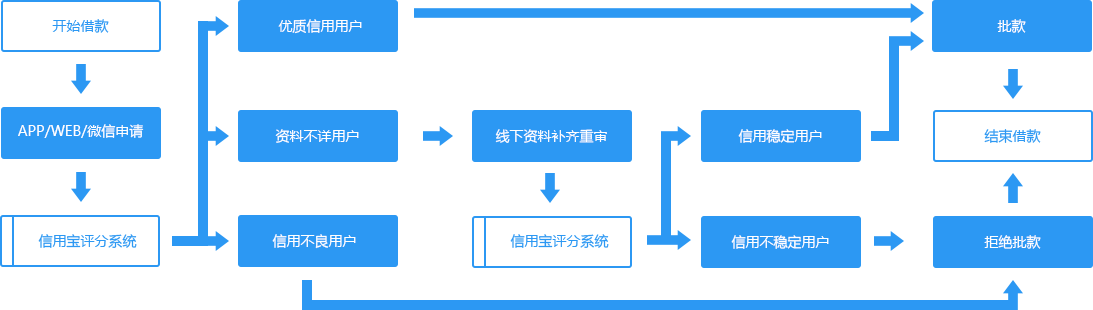 开始借款
优质信用用户
批款
APP/WEB/微信申请
资料不详用户
线下资料补齐重审
信用稳定用户
结束借款
信用宝评分系统
信用不良用户
信用宝评分系统
信用不稳定用户
拒绝批款